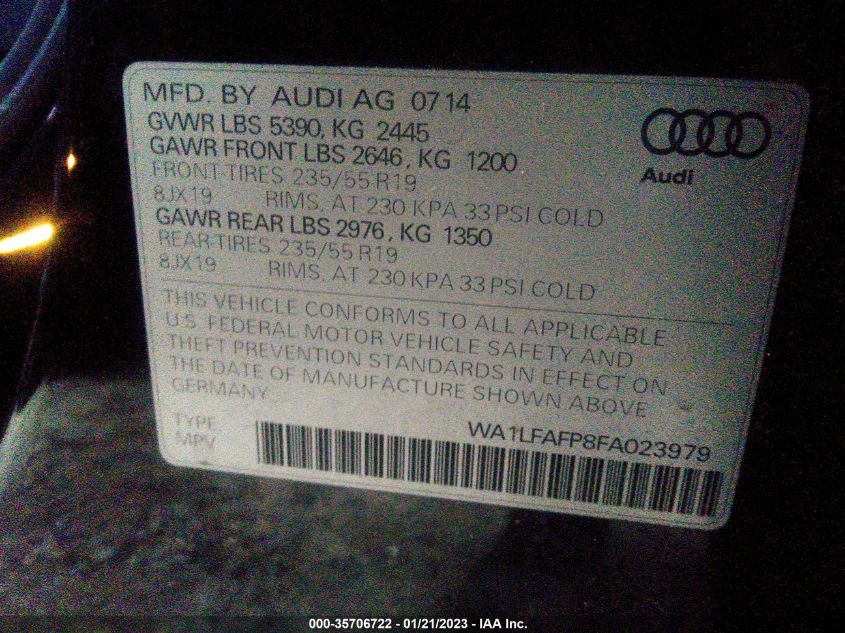 MFD. BY AUDI AG 0714
GVWR LBS 5390, KG 2445
GAWR FRONT LBS 2646, KG 1200
FRONT TIRES 235/55 R19
8JX19 RIMS, AT 230 KPA 33 PSI COLD
GAWR REAR LBS 2976, KG 1350
REAR TIRES 235/55 R19
8JX19 RIMS, AT 230 KPA 33 PSI COLD
Audi
THIS VEHICLE CONFORMS TO ALL APPLICABLE
U.S. FEDERAL MOTOR VEHICLE SAFETY AND
THEFT PREVENTION STANDARDS IN EFFECT ON
THE DATE OF MANUFACTURE SHOWN ABOVE
GERMANY
TYPE
MPV
WA1LFAFP8FA023979
000-35706722 - 01/21/2023 - IAA Inc.